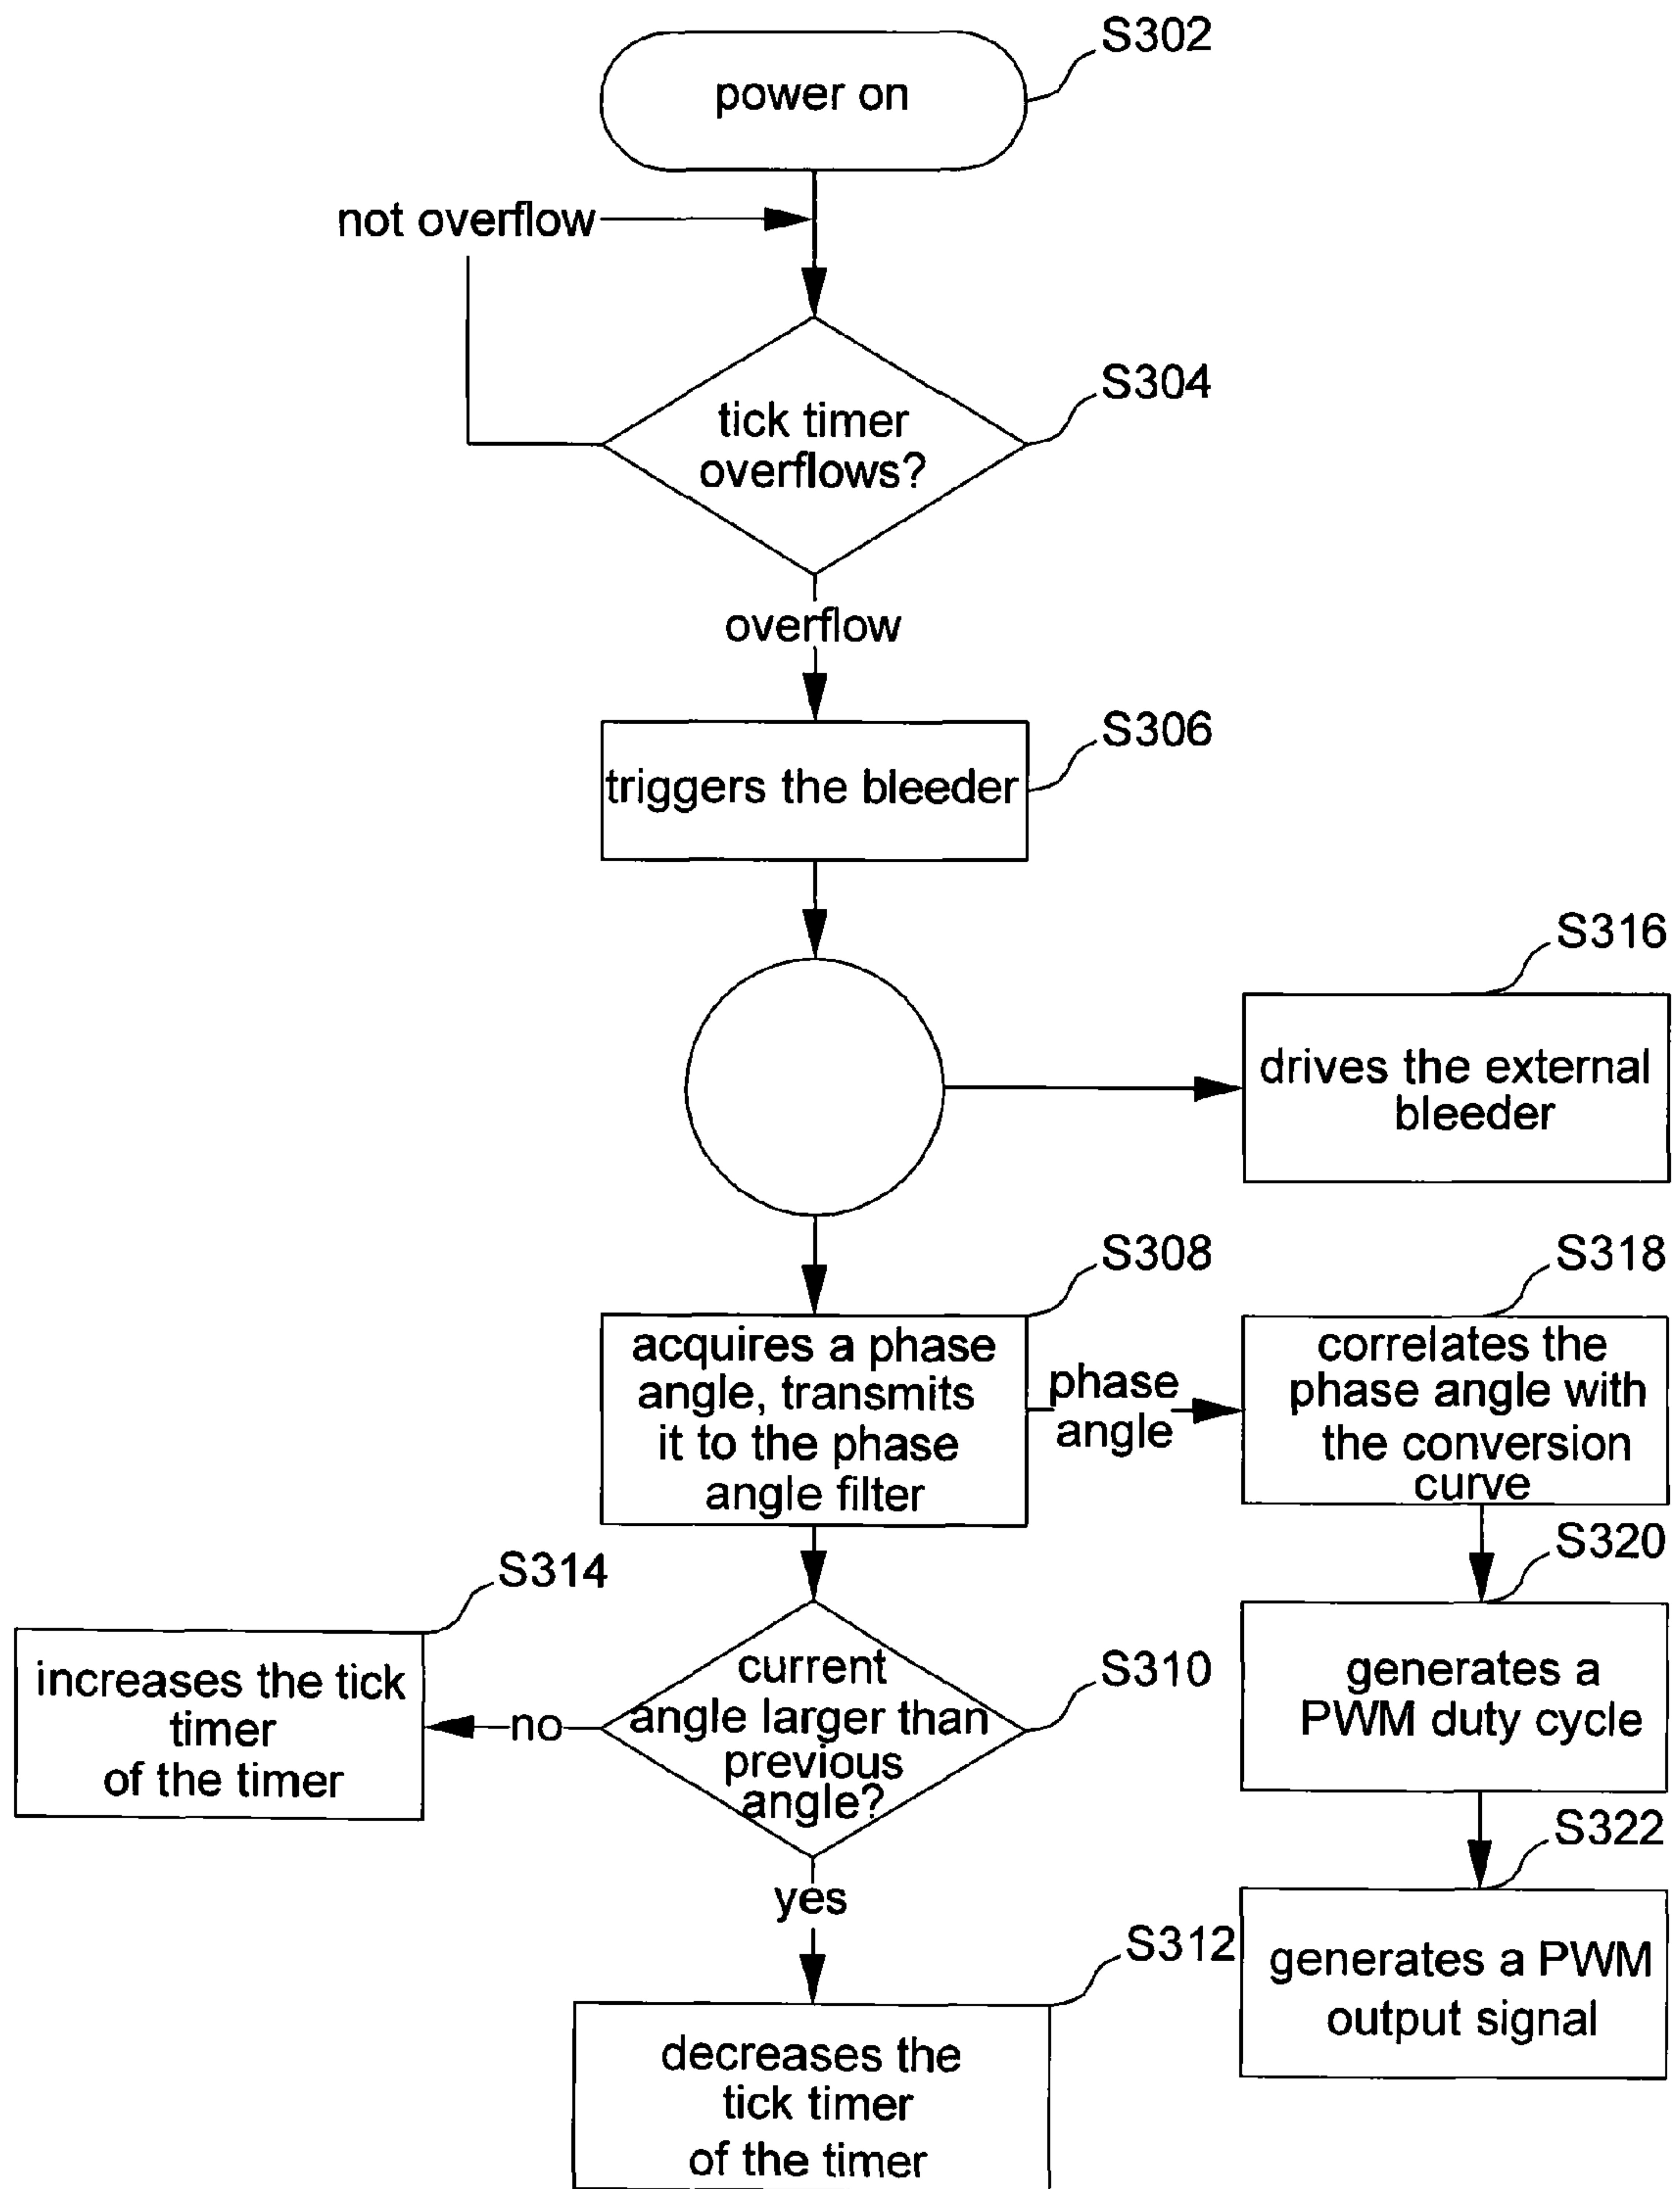 S302
power on
not overflow
S304
tick timer
overflows?
overflow
S306
triggers the bleeder
S316
drives the external
bleeder
S308
acquires a phase
angle, transmits
it to the phase
angle filter
phase
angle
S318
correlates the
phase angle with
the conversion
curve
S314
increases the tick
timer
of the timer
no
S310
current
angle larger than
previous
angle?
S320
generates a
PWM duty cycle
yes
S322
generates a PWM
output signal
S312
decreases the
tick timer
of the timer